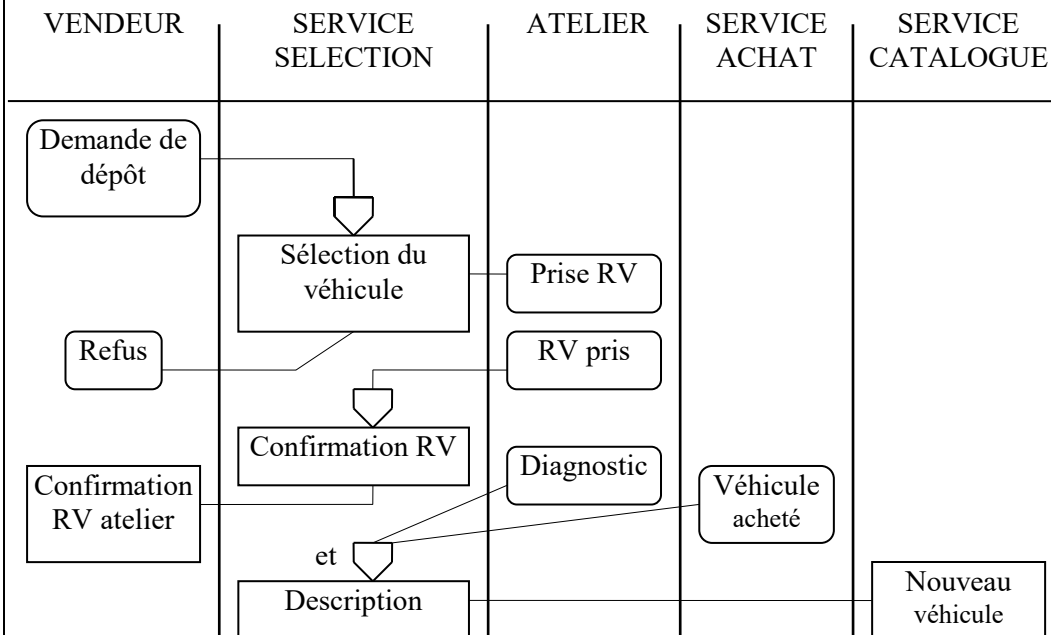 VENDEUR
SERVICE
SELECTION
ATELIER
SERVICE
ACHAT
SERVICE
CATALOGUE
Demande de
dépôt
Sélection du
véhicule
Prise RV
Refus
RV pris
Confirmation RV
Confirmation
RV atelier
Diagnostic
Véhicule
acheté
et
Description
Nouveau
véhicule